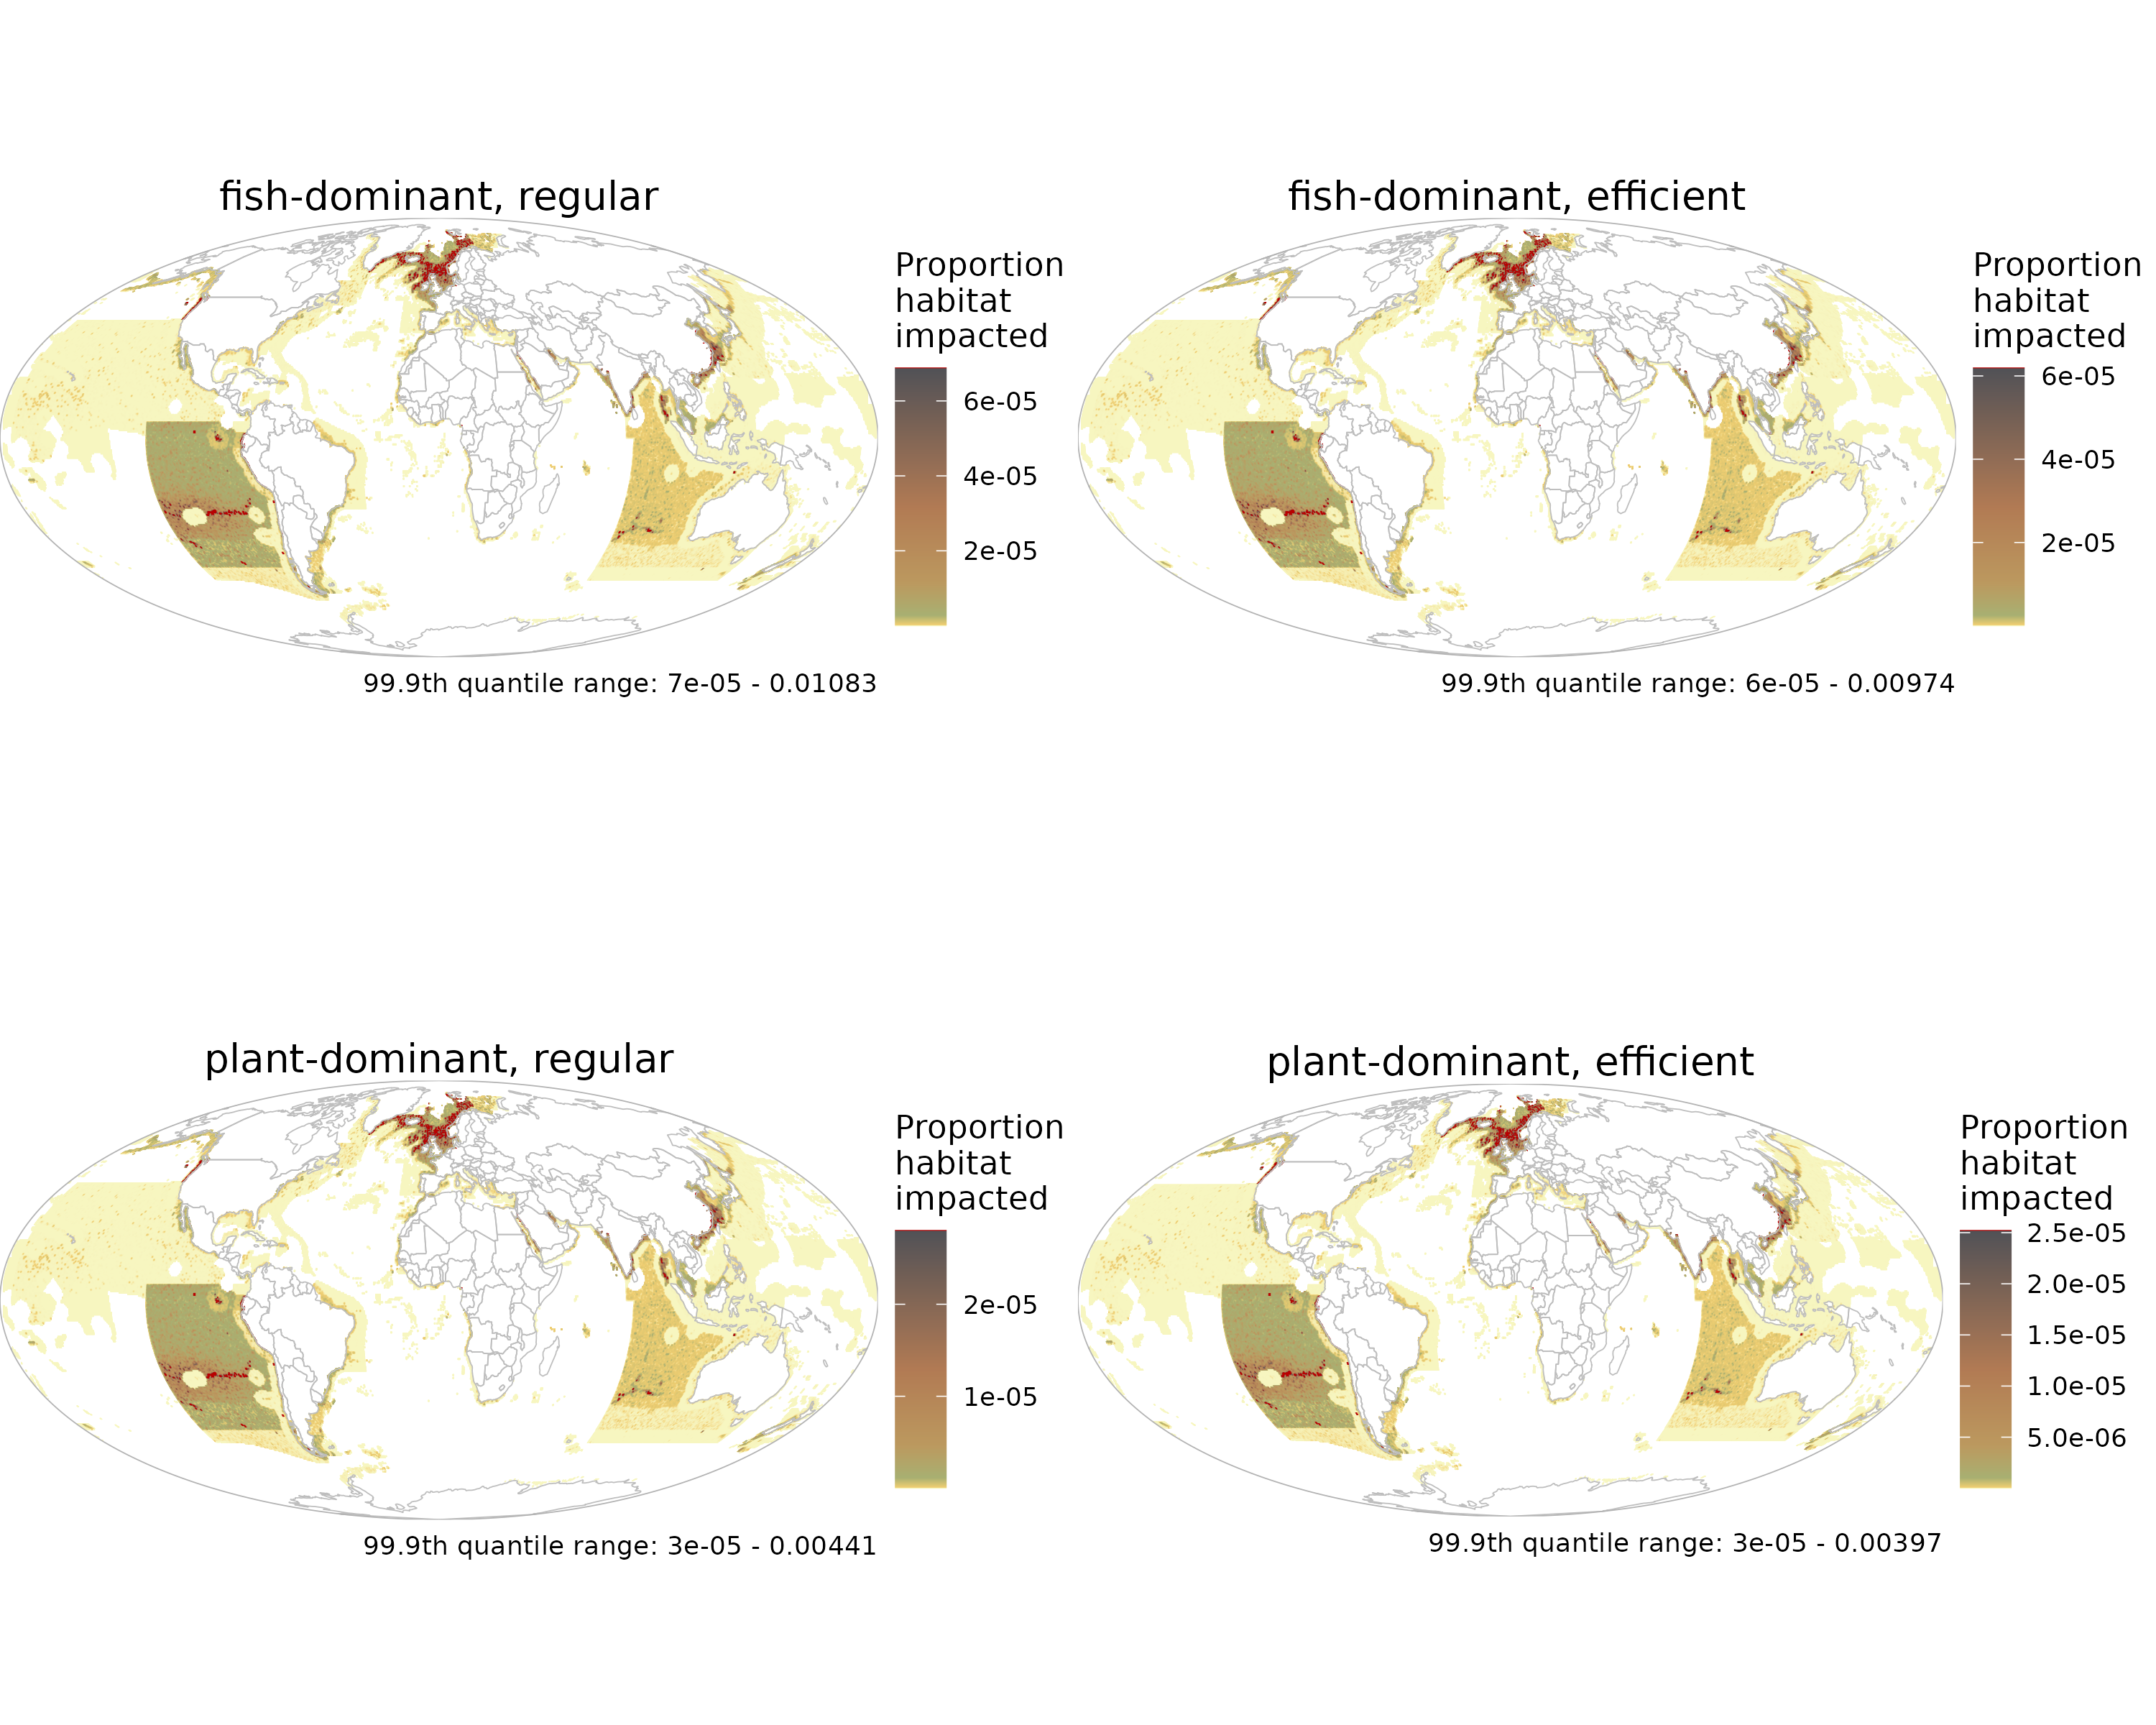 fish-dominant, regular
Proportion
habitat
impacted
6e-05
4e-05
2e-05
99.9th quantile range: 7e-05 - 0.01083
fish-dominant, efficient
Proportion
habitat
impacted
6e-05
4e-05
2e-05
99.9th quantile range: 6e-05 - 0.00974
plant-dominant, regular
Proportion
habitat
impacted
2e-05
1e-05
99.9th quantile range: 3e-05 - 0.00441
plant-dominant, efficient
Proportion
habitat
impacted
2.5e-05
2.0e-05
1.5e-05
1.0e-05
5.0e-06
99.9th quantile range: 3e-05 - 0.00397